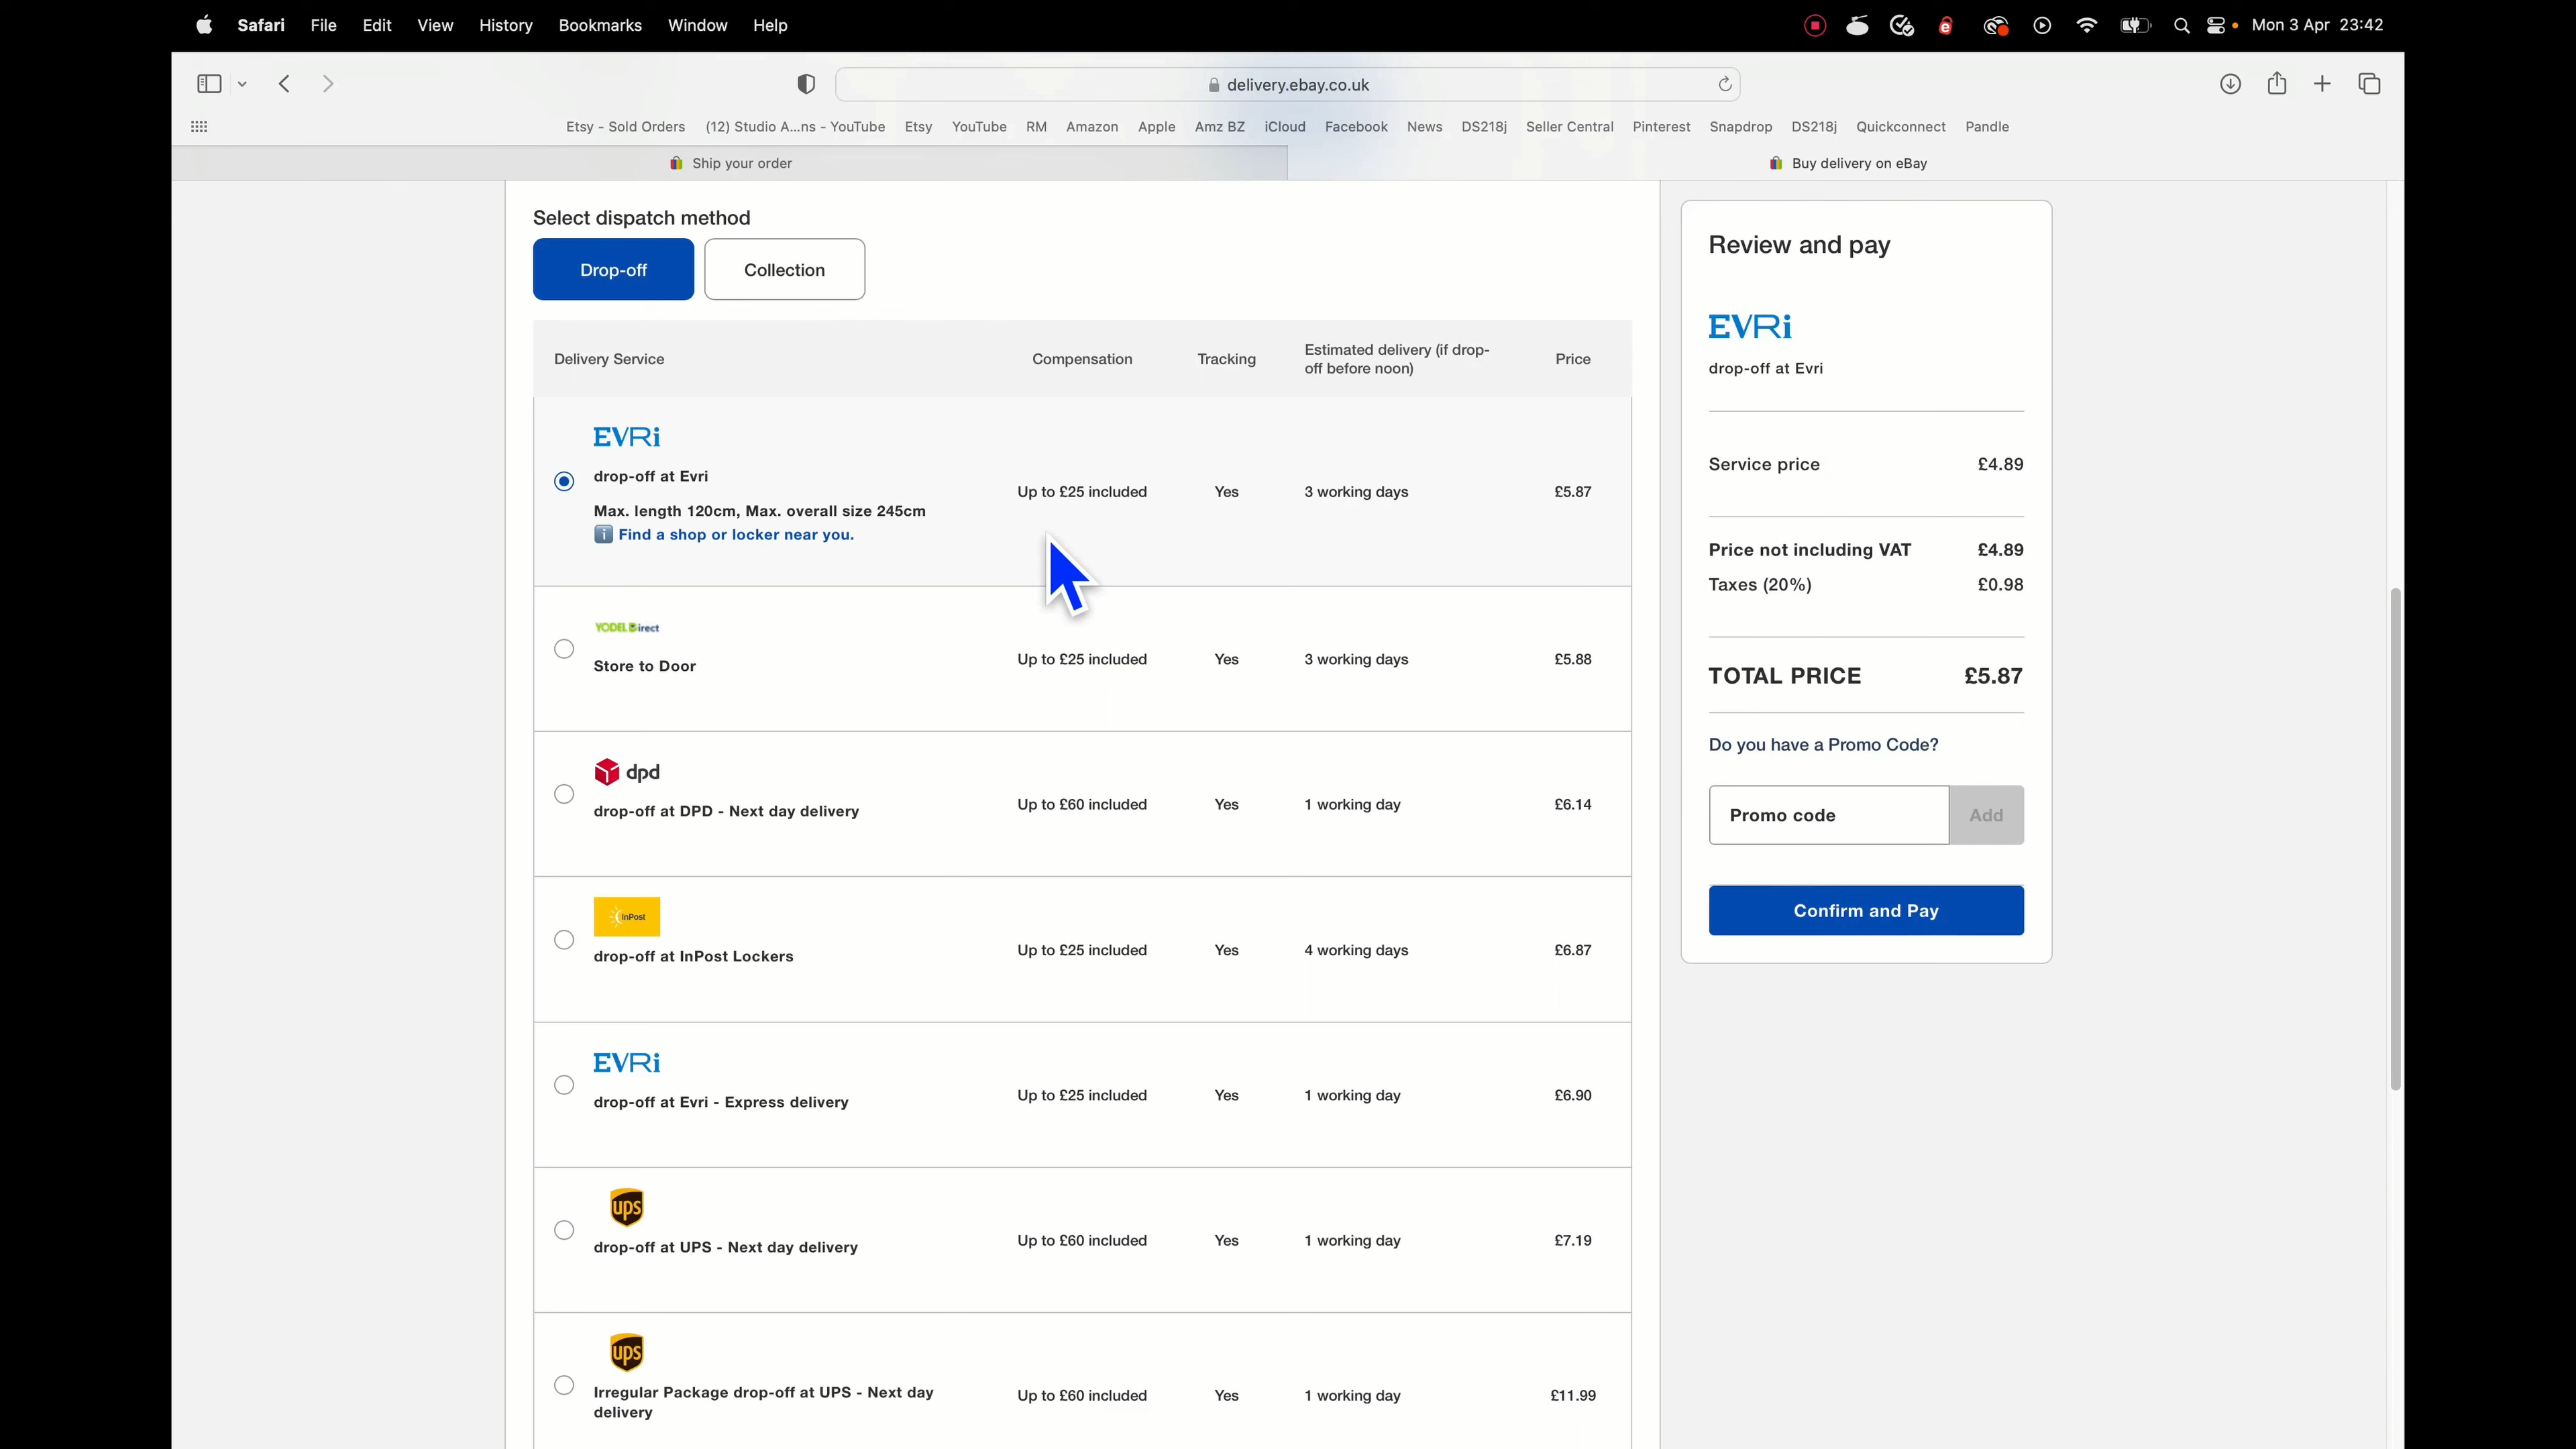 Safari File Edit View History Bookmarks Window Help
Mon 3 Apr 23:42
delivery.ebay.co.uk
Etsy - Sold Orders (12) Studio A...ns - YouTube Etsy YouTube RM Amazon Apple Amz BZ iCloud Facebook News DS218j Seller Central Pinterest Snapdrop DS218j Quickconnect Pandle
Ship your order
Buy delivery on eBay
Select dispatch method
Drop-off
Collection
Delivery Service
Compensation
Tracking
Estimated delivery (if drop-
off before noon)
Price
EVRi
drop-off at Evri
Max. length 120cm, Max. overall size 245cm
Find a shop or locker near you.
Up to £25 included
Yes
3 working days
£5.87
YODEL Direct
Store to Door
Up to £25 included
Yes
3 working days
£5.88
dpd
drop-off at DPD - Next day delivery
Up to £60 included
Yes
1 working day
£6.14
InPost
drop-off at InPost Lockers
Up to £25 included
Yes
4 working days
£6.87
EVRi
drop-off at Evri - Express delivery
Up to £25 included
Yes
1 working day
£6.90
ups
drop-off at UPS - Next day delivery
Up to £60 included
Yes
1 working day
£7.19
ups
Irregular Package drop-off at UPS - Next day
delivery
Up to £60 included
Yes
1 working day
£11.99
Review and pay
EVRi
drop-off at Evri
Service price £4.89
Price not including VAT £4.89
Taxes (20%) £0.98
TOTAL PRICE £5.87
Do you have a Promo Code?
Promo code
Add
Confirm and Pay